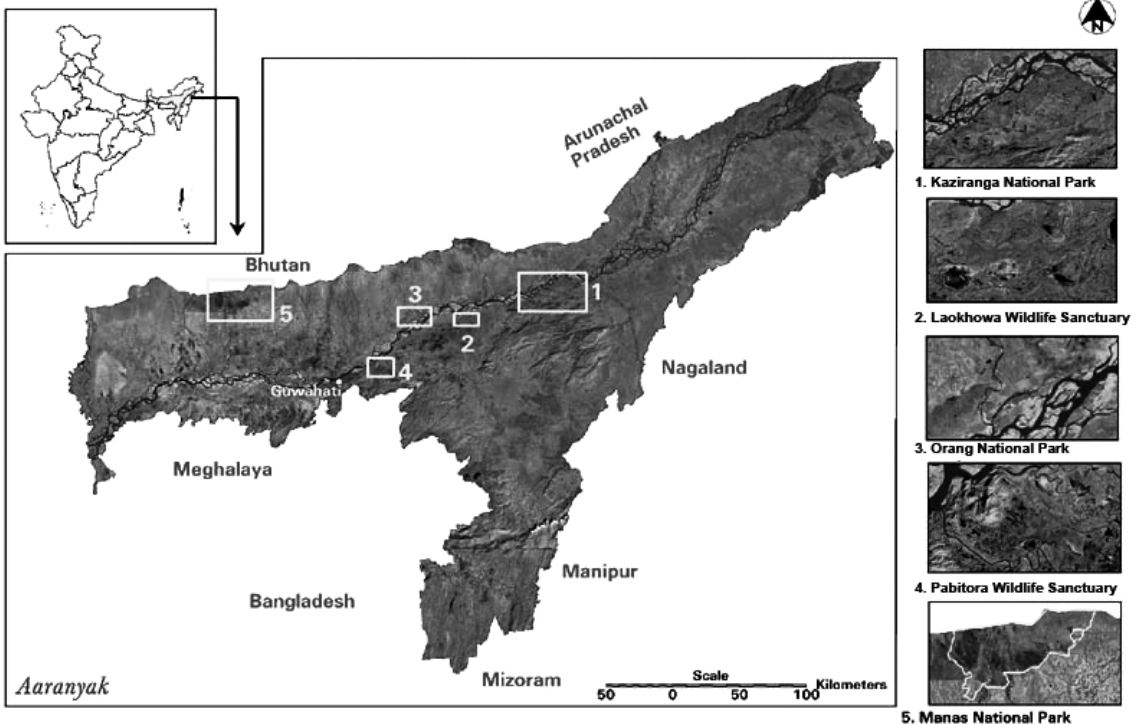 N
1. Kaziranga National Park
2. Laokhowa Wildlife Sanctuary
3. Orang National Park
4. Pabitora Wildlife Sanctuary
5. Manas National Park
Arunachal
Pradesh
Bhutan
5
3
1
2
4
Guwahati
Nagaland
Meghalaya
Manipur
Bangladesh
Mizoram
Aaranyak
Scale
50 0 50 100 Kilometers